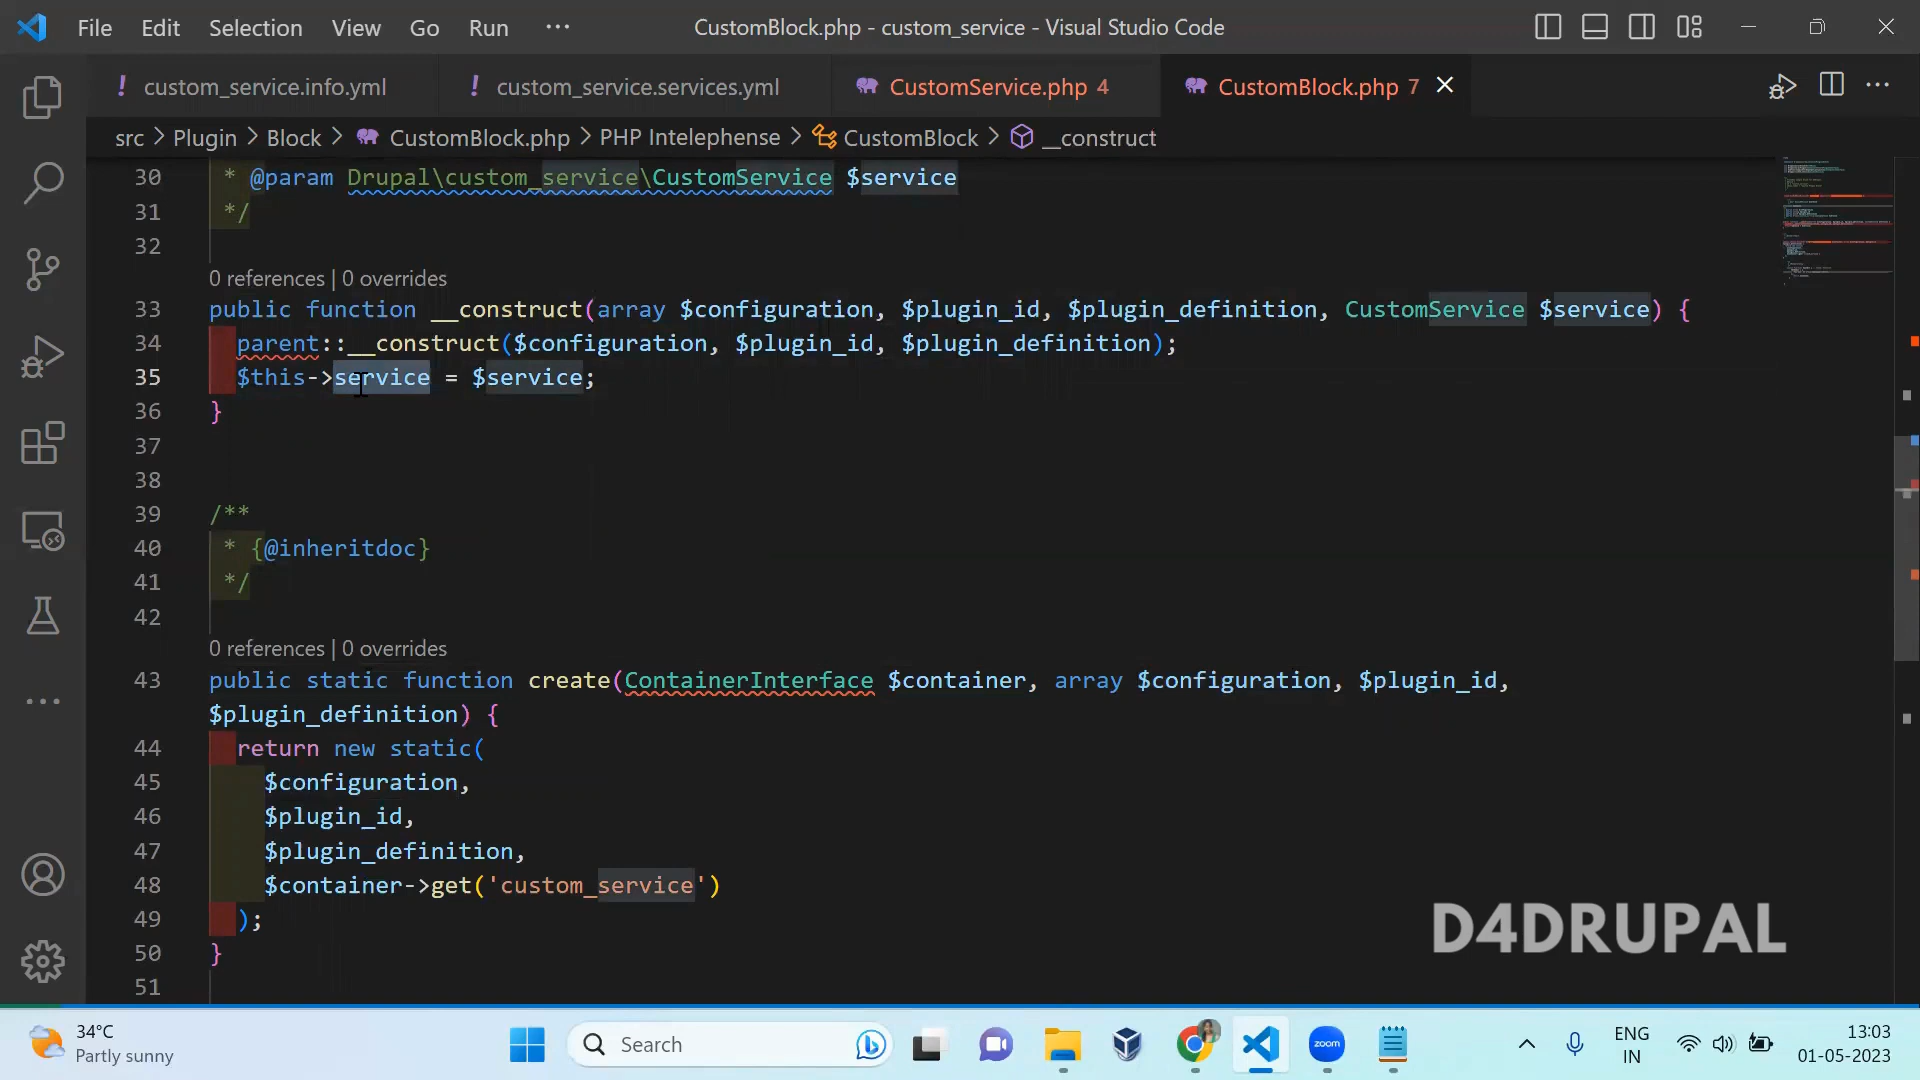 File Edit Selection View Go Run ··· CustomBlock.php - custom_service - Visual Studio Code
! custom_service.info.yml ! custom_service.services.yml CustomService.php 4 CustomBlock.php 7
src > Plugin > Block > CustomBlock.php > PHP Intelephense > CustomBlock > __construct
30 * @param Drupal\custom_service\CustomService $service
31 */
32
0 references | 0 overrides
33 public function __construct(array $configuration, $plugin_id, $plugin_definition, CustomService $service) {
34 parent::__construct($configuration, $plugin_id, $plugin_definition);
35 $this->service = $service;
36 }
37
38
39 /**
40 * {@inheritdoc}
41 */
42
0 references | 0 overrides
43 public static function create(ContainerInterface $container, array $configuration, $plugin_id,
$plugin_definition) {
44 return new static(
45 $configuration,
46 $plugin_id,
47 $plugin_definition,
48 $container->get('custom_service')
49 );
50 }
51
D4DRUPAL
34°C
Partly sunny
Search
zoom
ENG
IN
13:03
01-05-2023